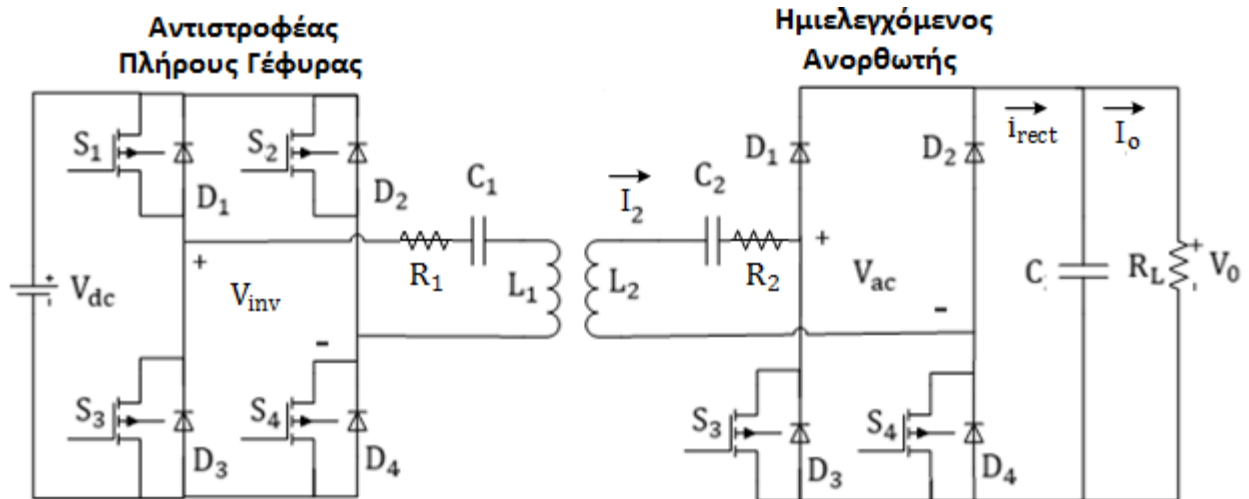 Αντιστροφέας
Πλήρους Γέφυρας
Ημιελεγχόμενος
Ανορθωτής
S1
S2
D1
D2
C1
R1
L1
Vdc
+
Vinv
-
S3
S4
D3
D4
I2
C2
R2
L2
D1
D2
+
Vac
-
irect
Io
C
RL
+
V0
S3
S4
D3
D4